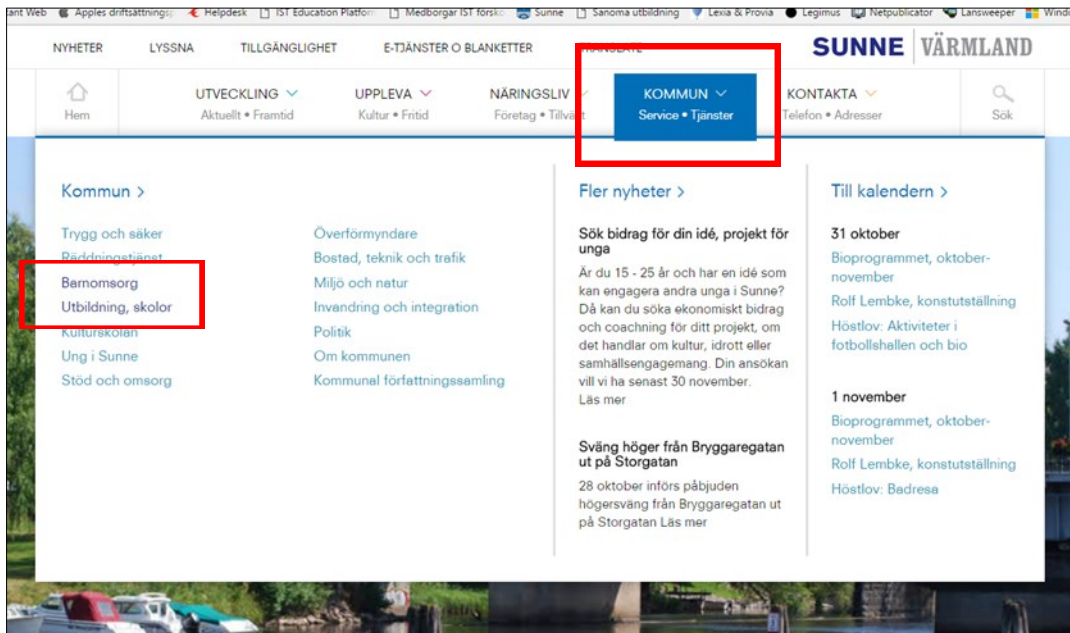 tant Web Apples driftsättningsp Helpdesk IST Education Platform Medborgar IST försko Sunne Sanoma utbildning Lexia & Provia Legimus Netpublicator Lansweeper Wind
NYHETER LYSSNA TILLGÄNGLIGHET E-TJÄNSTER O BLANKETTER TRANSLATE
SUNNE VÄRMLAND
Hem
UTVECKLING
Aktuellt • Framtid
UPPLEVA
Kultur • Fritid
NÄRINGSLIV
Företag • Tillväxt
KOMMUN
Service • Tjänster
KONTAKTA
Telefon • Adresser
Sök
Kommun >
Trygg och säker
Räddningstjänst
Barnomsorg
Utbildning, skolor
Kulturskolan
Ung i Sunne
Stöd och omsorg
Överförmyndare
Bostad, teknik och trafik
Miljö och natur
Invandring och integration
Politik
Om kommunen
Kommunal författningssamling
Fler nyheter >
Sök bidrag för din idé, projekt för
unga
Är du 15 - 25 år och har en idé som
kan engagera andra unga i Sunne?
Då kan du söka ekonomiskt bidrag
och coachning för ditt projekt, om
det handlar om kultur, idrott eller
samhällsengagemang. Din ansökan
vill vi ha senast 30 november.
Läs mer
Sväng höger från Bryggaregatan
ut på Storgatan
28 oktober införs påbjuden
högersväng från Bryggaregatan ut
på Storgatan Läs mer
Till kalendern >
31 oktober
Bioprogrammet, oktober-
november
Rolf Lembke, konstutställning
Höstlov: Aktiviteter i
fotbollshallen och bio
1 november
Bioprogrammet, oktober-
november
Rolf Lembke, konstutställning
Höstlov: Badresa